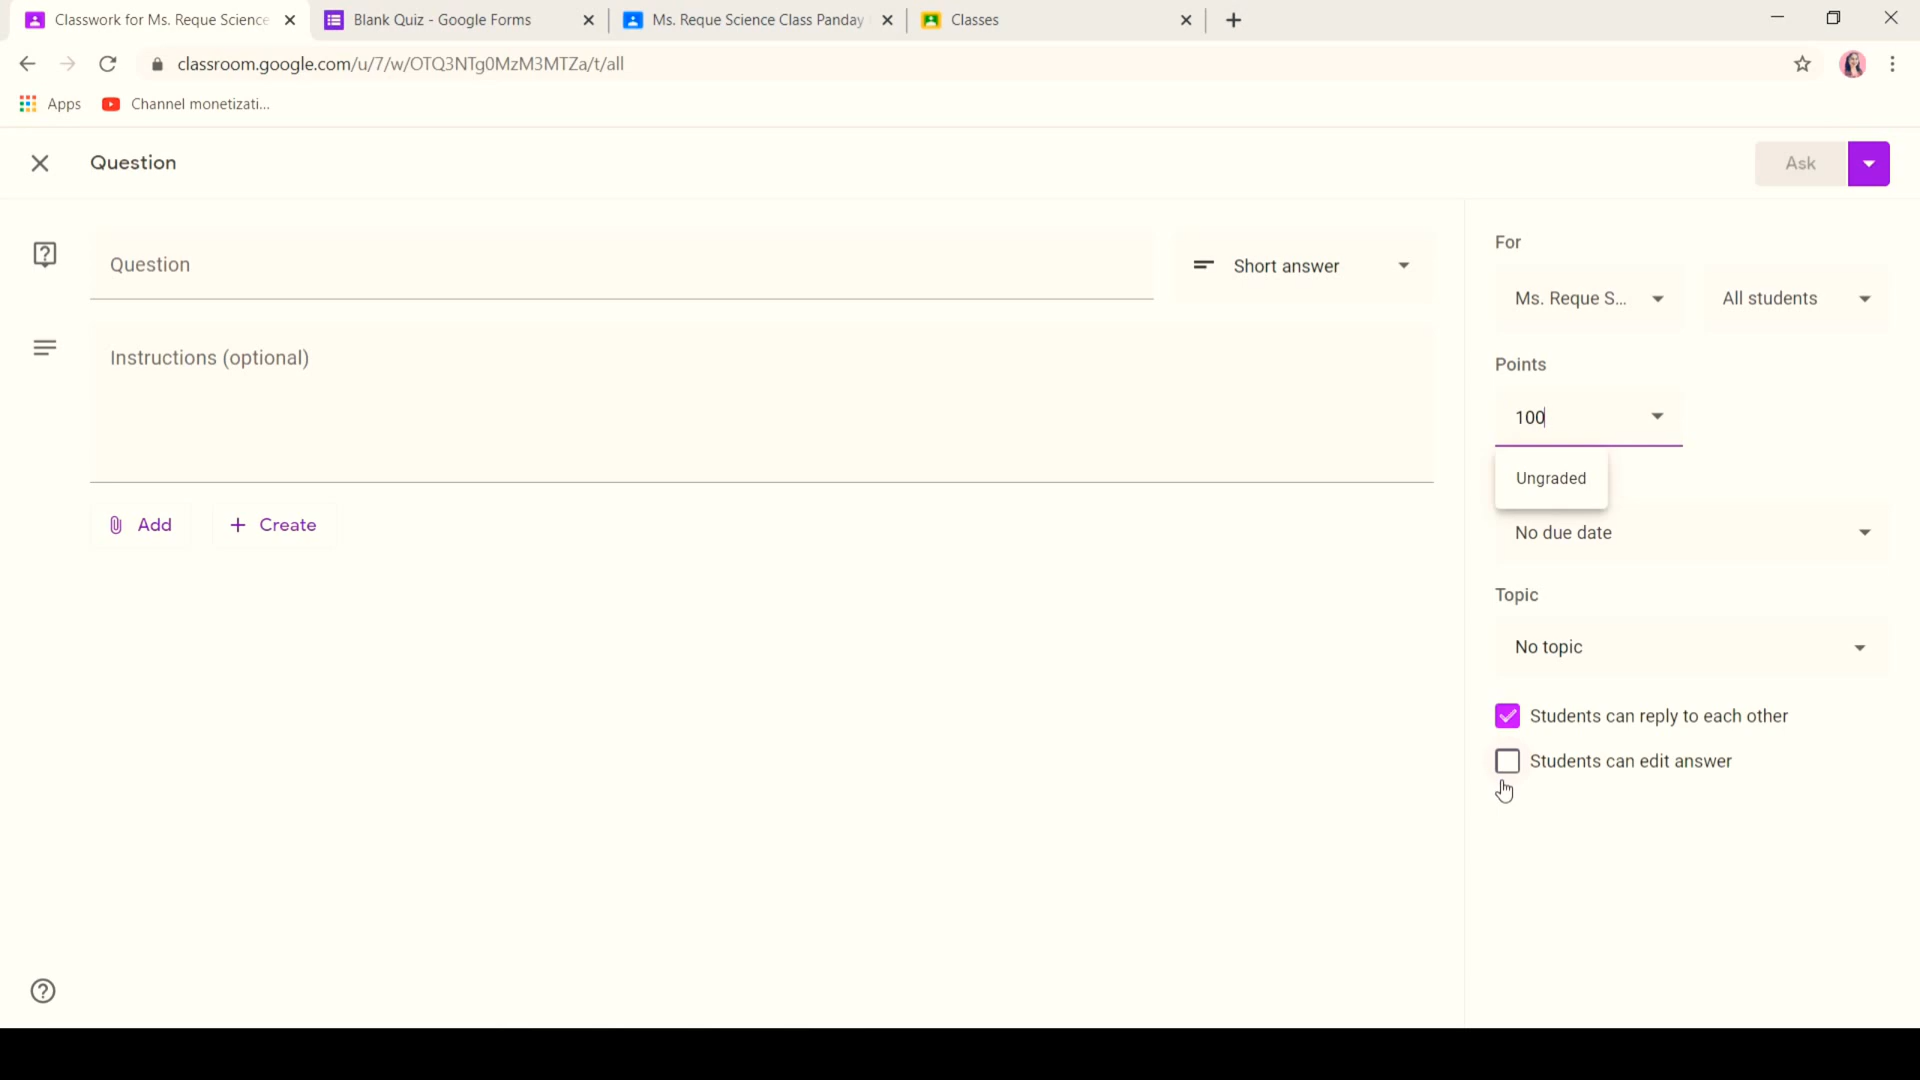 Classwork for Ms. Reque Science
Blank Quiz - Google Forms
Ms. Reque Science Class Panday
Classes
classroom.google.com/u/7/w/OTQ3NTg0MzM3MTZa/t/all
Apps
Channel monetizati...
Question
Ask
Question
Short answer
Instructions (optional)
Add
Create
For
Ms. Reque S...
All students
Points
100
Ungraded
No due date
Topic
No topic
Students can reply to each other
Students can edit answer